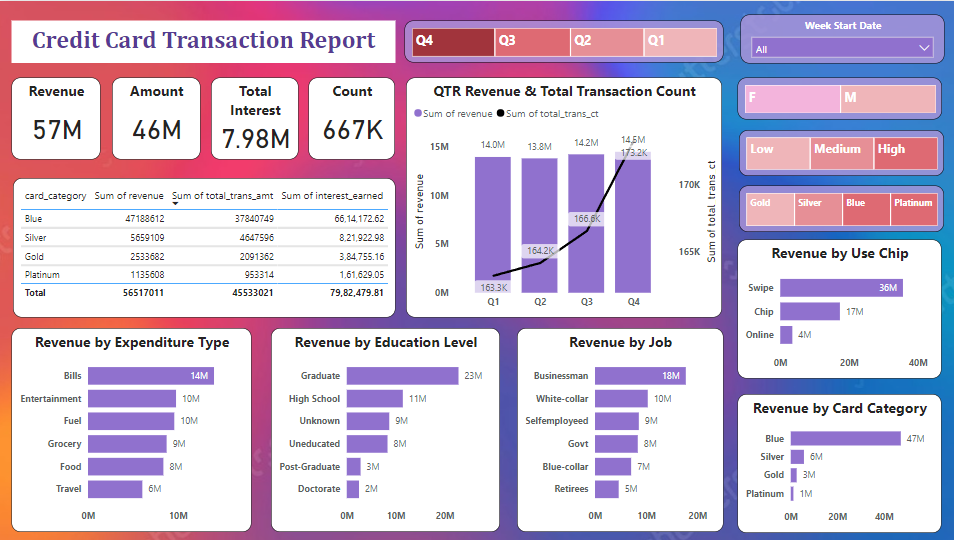 Credit Card Transaction Report
Q4 Q3 Q2 Q1
Week Start Date
All
Revenue
57M
Amount
46M
Total
Interest
7.98M
Count
667K
QTR Revenue & Total Transaction Count
Sum of revenue Sum of total_trans_ct
Sum of revenue
15M
10M
5M
0M
14.0M 13.8M 14.2M 14.5M
163.3K 164.2K 166.6K 173.2K
Q1 Q2 Q3 Q4
170K
165K
Sum of total_trans_ct
F M
Low Medium High
Gold Silver Blue Platinum
card_category Sum of revenue Sum of total_trans_amt Sum of interest_earned
Blue 47188612 37840749 66,14,172.62
Silver 5659109 4647596 8,21,922.98
Gold 2533682 2091362 3,84,755.16
Platinum 1135608 953314 1,61,629.05
Total 56517011 45533021 79,82,479.81
Revenue by Use Chip
Swipe 36M
Chip 17M
Online 4M
0M 20M 40M
Revenue by Expenditure Type
Bills 14M
Entertainment 10M
Fuel 10M
Grocery 9M
Food 8M
Travel 6M
0M 10M
Revenue by Education Level
Graduate 23M
High School 11M
Unknown 9M
Uneducated 8M
Post-Graduate 3M
Doctorate 2M
0M 10M 20M
Revenue by Job
Businessman 18M
White-collar 10M
Selfemployeed 9M
Govt 8M
Blue-collar 7M
Retirees 5M
0M 10M 20M
Revenue by Card Category
Blue 47M
Silver 6M
Gold 3M
Platinum 1M
0M 20M 40M